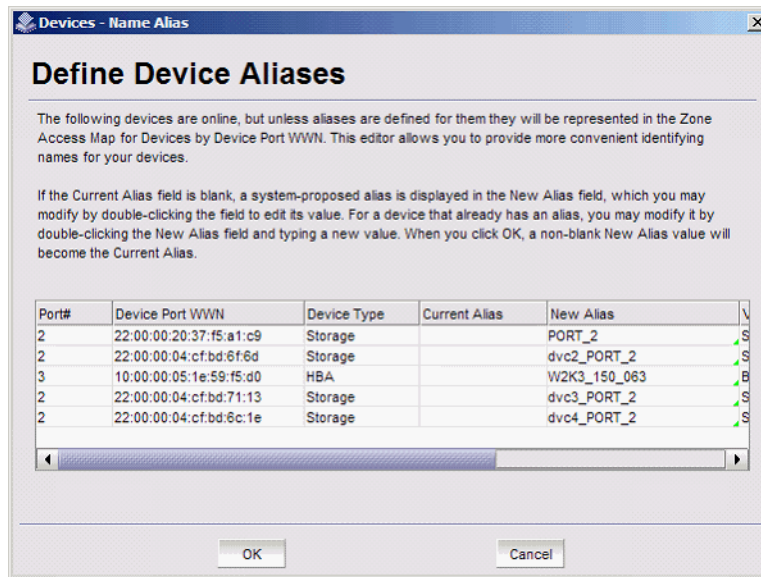 Devices - Name Alias
Define Device Aliases
The following devices are online, but unless aliases are defined for them they will be represented in the Zone
Access Map for Devices by Device Port WWN. This editor allows you to provide more convenient identifying
names for your devices.
If the Current Alias field is blank, a system-proposed alias is displayed in the New Alias field, which you may
modify by double-clicking the field to edit its value. For a device that already has an alias, you may modify it by
double-clicking the New Alias field and typing a new value. When you click OK, a non-blank New Alias value will
become the Current Alias.
Port# Device Port WWN Device Type Current Alias New Alias V
2 22:00:00:20:37:f5:a1:c9 Storage PORT_2 S
2 22:00:00:04:cf:bd:6f:6d Storage dvc2_PORT_2 S
3 10:00:00:05:1e:59:f5:d0 HBA W2K3_150_063 B
2 22:00:00:04:cf:bd:71:13 Storage dvc3_PORT_2 S
2 22:00:00:04:cf:bd:6c:1e Storage dvc4_PORT_2 S
OK Cancel